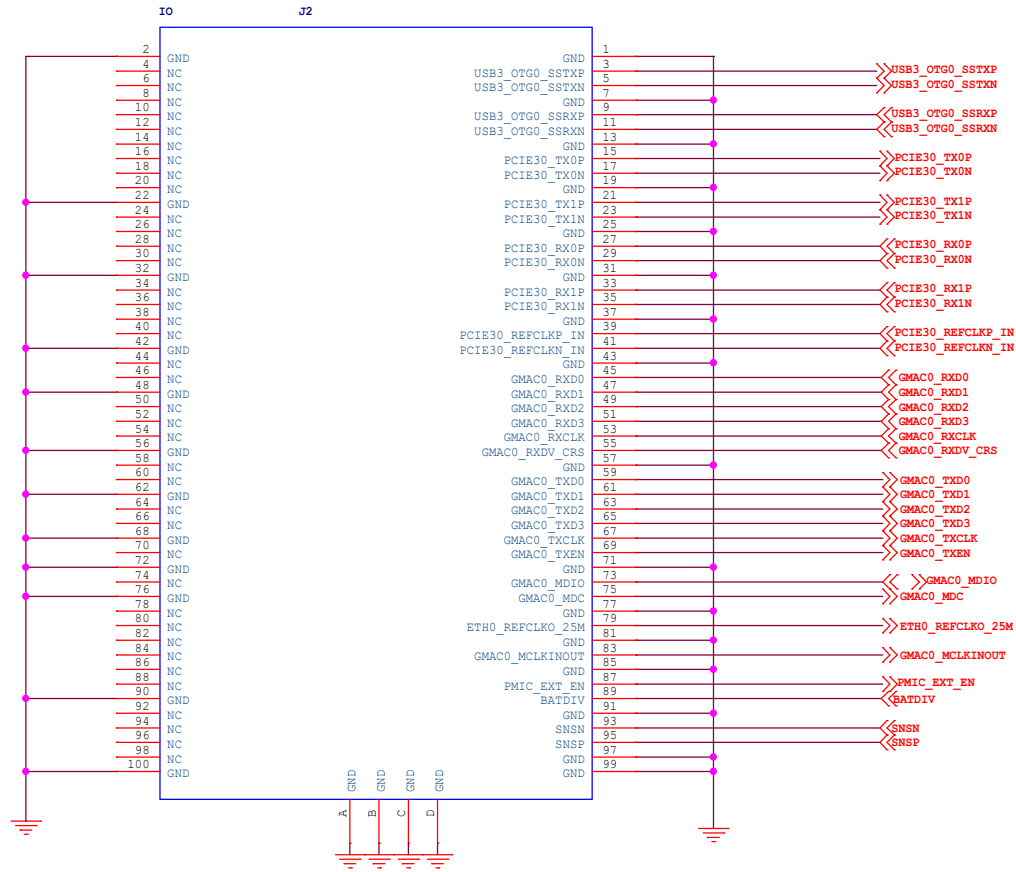 IO J2
2 GND GND 1
4 NC USB3_OTG0_SSTXP 3 USB3_OTG0_SSTXP
6 NC USB3_OTG0_SSTXN 5 USB3_OTG0_SSTXN
8 NC GND 7
10 NC USB3_OTG0_SSRXP 9 USB3_OTG0_SSRXP
12 NC USB3_OTG0_SSRXN 11 USB3_OTG0_SSRXN
14 NC GND 13
16 NC PCIE30_TX0P 15 PCIE30_TX0P
18 NC PCIE30_TX0N 17 PCIE30_TX0N
20 NC GND 19
22 GND PCIE30_TX1P 21 PCIE30_TX1P
24 NC PCIE30_TX1N 23 PCIE30_TX1N
26 NC GND 25
28 NC PCIE30_RX0P 27 PCIE30_RX0P
30 NC PCIE30_RX0N 29 PCIE30_RX0N
32 GND GND 31
34 NC PCIE30_RX1P 33 PCIE30_RX1P
36 NC PCIE30_RX1N 35 PCIE30_RX1N
38 NC GND 37
40 NC PCIE30_REFCLKP_IN 39 PCIE30_REFCLKP_IN
42 GND PCIE30_REFCLKN_IN 41 PCIE30_REFCLKN_IN
44 NC GND 43
46 NC GMAC0_RXD0 45 GMAC0_RXD0
48 GND GMAC0_RXD1 47 GMAC0_RXD1
50 NC GMAC0_RXD2 49 GMAC0_RXD2
52 NC GMAC0_RXD3 51 GMAC0_RXD3
54 NC GMAC0_RXCLK 53 GMAC0_RXCLK
56 GND GMAC0_RXDV_CRS 55 GMAC0_RXDV_CRS
58 NC GND 57
60 NC GMAC0_TXD0 59 GMAC0_TXD0
62 GND GMAC0_TXD1 61 GMAC0_TXD1
64 NC GMAC0_TXD2 63 GMAC0_TXD2
66 NC GMAC0_TXD3 65 GMAC0_TXD3
68 GND GMAC0_TXCLK 67 GMAC0_TXCLK
70 NC GMAC0_TXEN 69 GMAC0_TXEN
72 GND GND 71
74 NC GMAC0_MDIO 73 GMAC0_MDIO
76 GND GMAC0_MDC 75 GMAC0_MDC
78 NC GND 77
80 NC ETH0_REFCLKO_25M 79 ETH0_REFCLKO_25M
82 NC GND 81
84 NC GMAC0_MCLKINOUT 83 GMAC0_MCLKINOUT
86 NC GND 85
88 NC PMIC_EXT_EN 87 PMIC_EXT_EN
90 GND BATDIV 89 BATDIV
92 NC GND 91
94 NC SNSN 93 SNSN
96 NC SNSP 95 SNSP
98 NC GND 97
100 GND GND 99
GND GND GND GND
A B C D